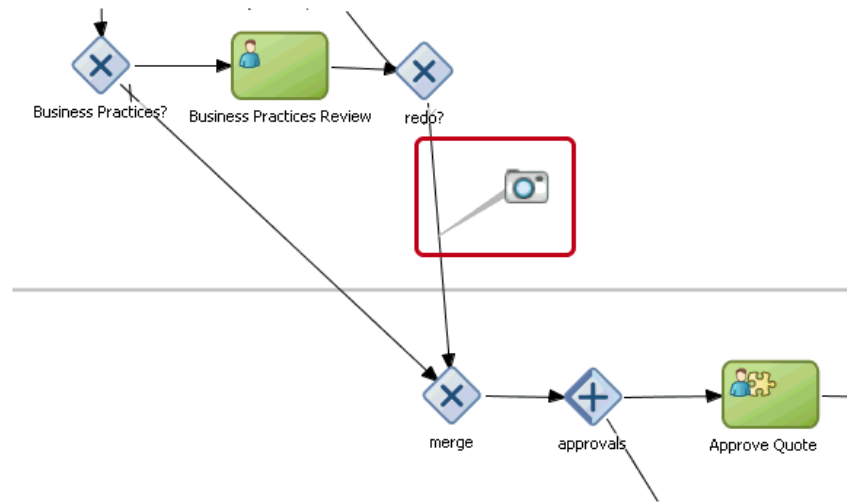 Business Practices?
Business Practices Review
redo?
merge
approvals
Approve Quote